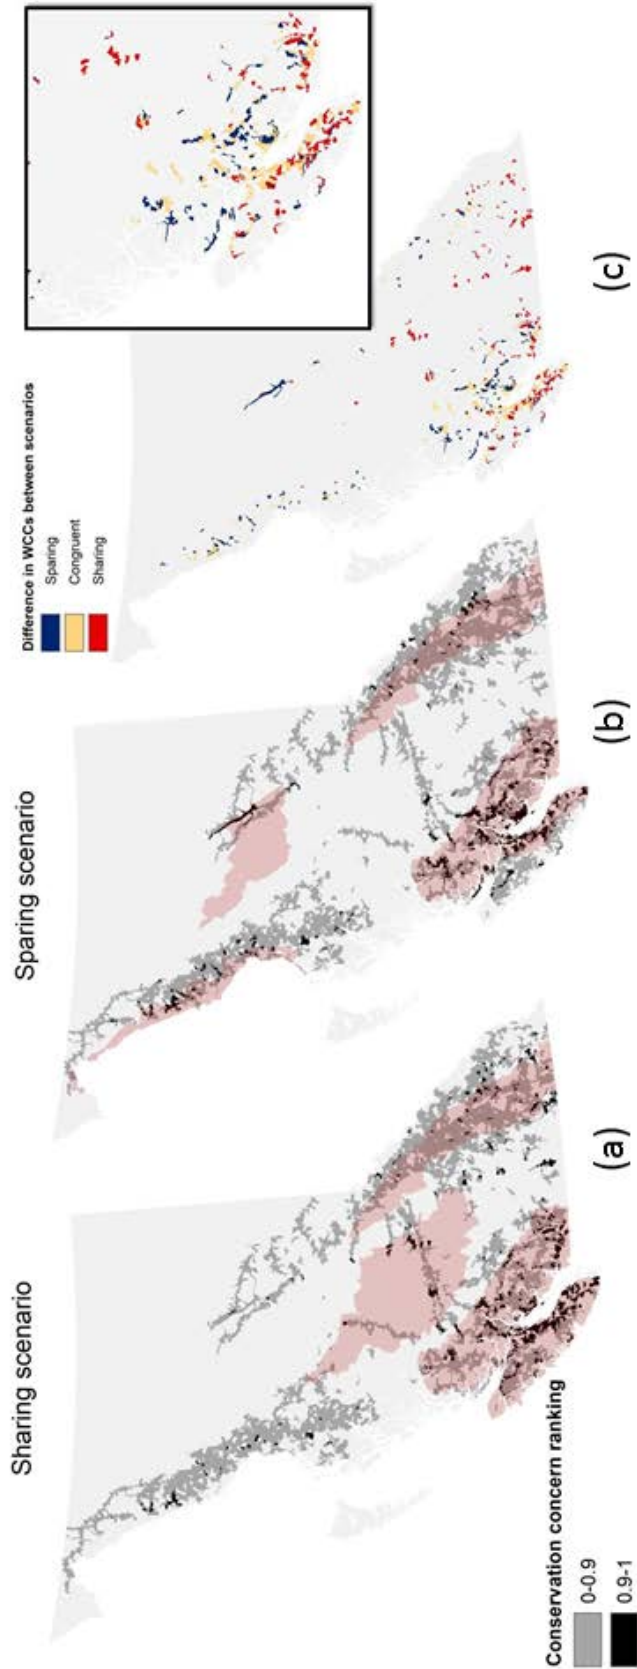 Sharing scenario
Conservation concern ranking
0-0.9
0.9-1
(a)
Sparing scenario
(b)
Difference in WCCs between scenarios
Sparing
Congruent
Sharing
(c)